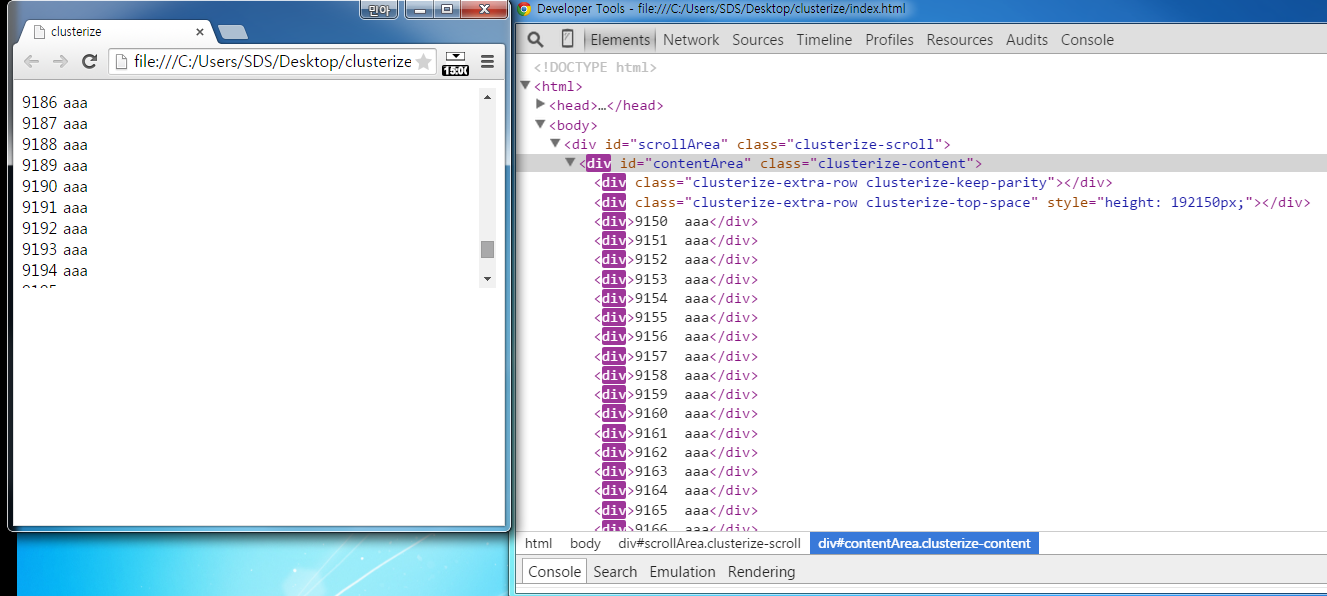 민아
clusterize
file:///C:/Users/SDS/Desktop/clusterize
9186 aaa
9187 aaa
9188 aaa
9189 aaa
9190 aaa
9191 aaa
9192 aaa
9193 aaa
9194 aaa
Developer Tools - file:///C:/Users/SDS/Desktop/clusterize/index.html
Elements Network Sources Timeline Profiles Resources Audits Console
<!DOCTYPE html>
▼<html>
▶<head>…</head>
▼<body>
▼<div id="scrollArea" class="clusterize-scroll">
▼<div id="contentArea" class="clusterize-content">
<div class="clusterize-extra-row clusterize-keep-parity"></div>
<div class="clusterize-extra-row clusterize-top-space" style="height: 192150px;"></div>
<div>9150  aaa</div>
<div>9151  aaa</div>
<div>9152  aaa</div>
<div>9153  aaa</div>
<div>9154  aaa</div>
<div>9155  aaa</div>
<div>9156  aaa</div>
<div>9157  aaa</div>
<div>9158  aaa</div>
<div>9159  aaa</div>
<div>9160  aaa</div>
<div>9161  aaa</div>
<div>9162  aaa</div>
<div>9163  aaa</div>
<div>9164  aaa</div>
<div>9165  aaa</div>
<div>9166  aaa</div>
html body div#scrollArea.clusterize-scroll div#contentArea.clusterize-content
Console Search Emulation Rendering